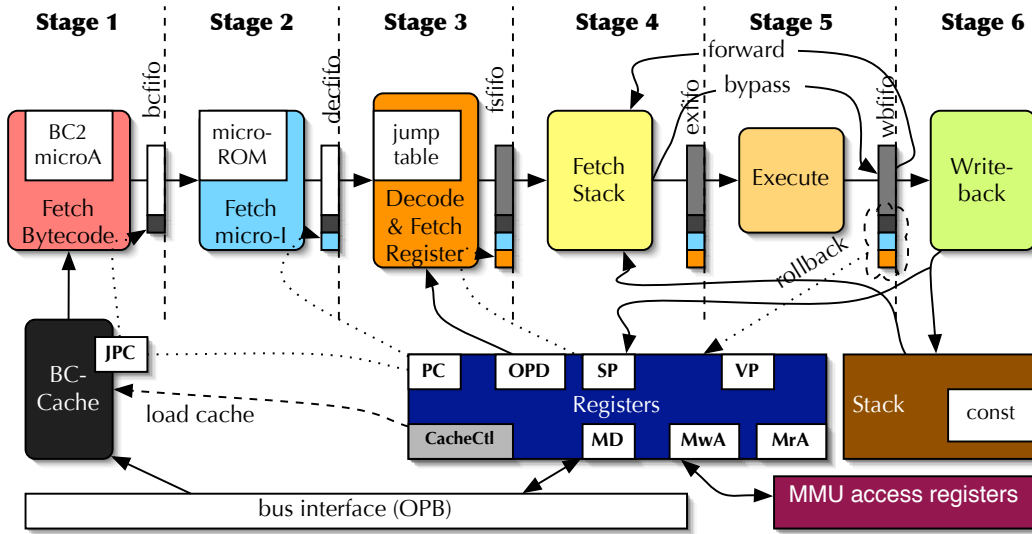 Stage 1
Stage 2
Stage 3
Stage 4
Stage 5
Stage 6
bcfifo
decfifo
fsfifo
exfifo
wbfifo
forward
bypass
BC2
microA
Fetch
Bytecode
micro-
ROM
Fetch
micro-I
jump
table
Decode
& Fetch
Register
Fetch
Stack
Execute
Write-
back
rollback
BC-
Cache
JPC
load cache
PC
OPD
SP
VP
Registers
CacheCtl
MD
MwA
MrA
Stack
const
bus interface (OPB)
MMU access registers